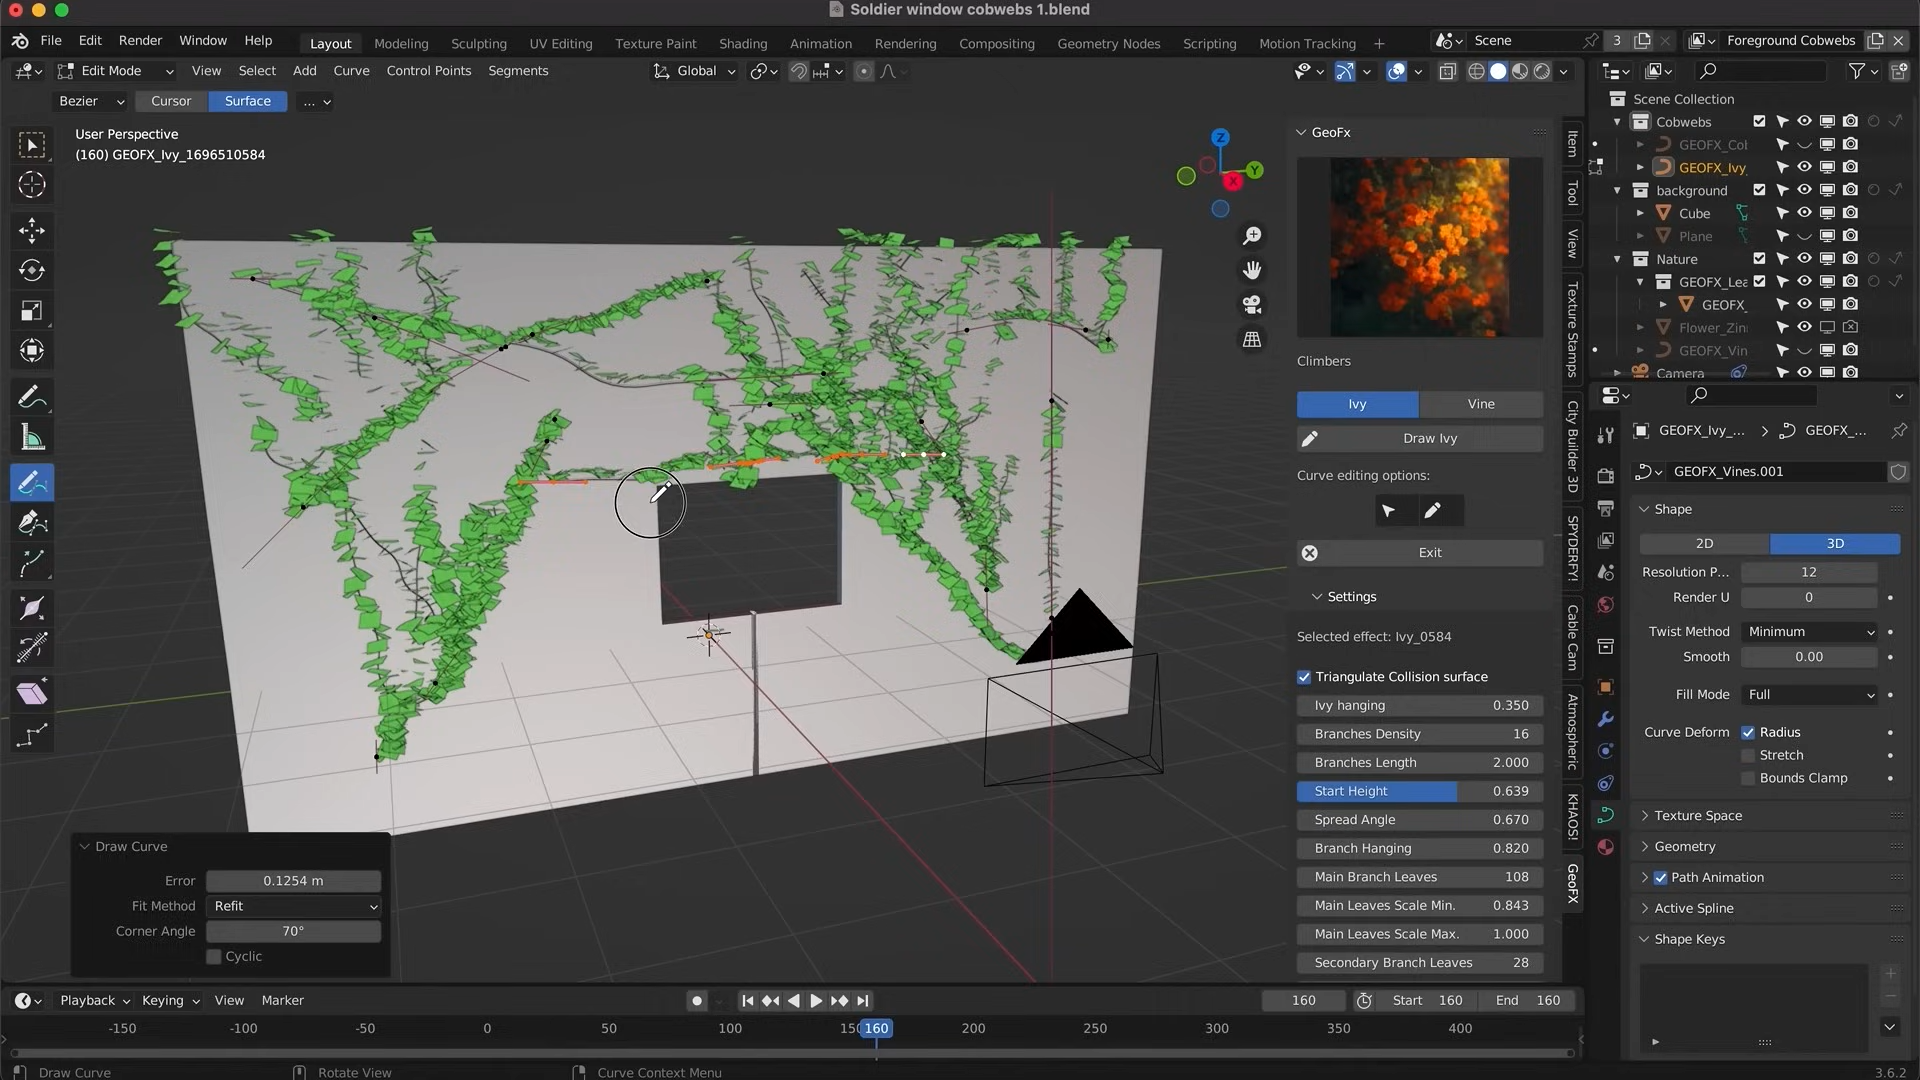 Soldier window cobwebs 1.blend
File Edit Render Window Help Layout Modeling Sculpting UV Editing Texture Paint Shading Animation Rendering Compositing Geometry Nodes Scripting Motion Tracking + Scene 3 Foreground Cobwebs
Edit Mode View Select Add Curve Control Points Segments Global
Bezier Cursor Surface ...
User Perspective
(160) GEOFX_Ivy_1696510584
Z
Y
X
GeoFx
Climbers
Ivy Vine
Draw Ivy
Curve editing options:
Exit
Settings
Selected effect: Ivy_0584
Triangulate Collision surface
Ivy hanging 0.350
Branches Density 16
Branches Length 2.000
Start Height 0.639
Spread Angle 0.670
Branch Hanging 0.820
Main Branch Leaves 108
Main Leaves Scale Min. 0.843
Main Leaves Scale Max. 1.000
Secondary Branch Leaves 28
Item
Tool
View
Texture Stamps
City Builder 3D
SPYDERFY!
Cable Cam
Atmospheric
KHAOS!
GeoFX
Scene Collection
Cobwebs
GEOFX_Col
GEOFX_Ivy_
background
Cube
Plane
Nature
GEOFX_Lea
GEOFX_
Flower_Zin
GEOFX_Vin
Camera
GEOFX_Ivy_... > GEOFX_...
GEOFX_Vines.001
Shape
2D 3D
Resolution P... 12
Render U 0
Twist Method Minimum
Smooth 0.00
Fill Mode Full
Curve Deform Radius
Stretch
Bounds Clamp
Texture Space
Geometry
Path Animation
Active Spline
Shape Keys
Draw Curve
Error 0.1254 m
Fit Method Refit
Corner Angle 70°
Cyclic
Playback Keying View Marker 160 Start 160 End 160
-150 -100 -50 0 50 100 150 160 200 250 300 350 400
Draw Curve Rotate View Curve Context Menu 3.6.2